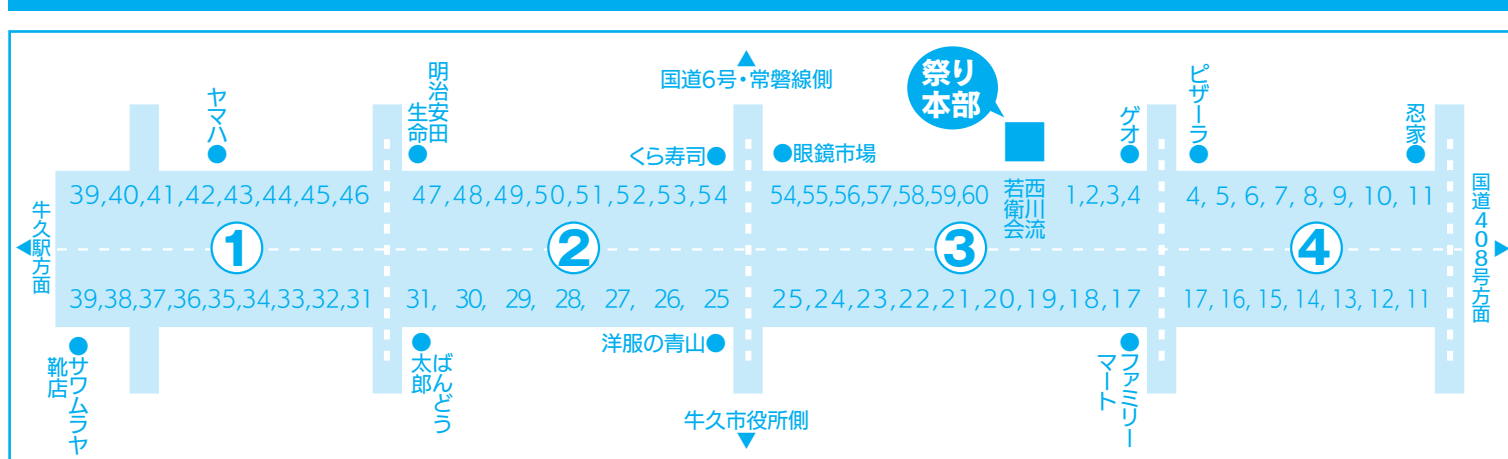 国道6号・常磐線側
祭り
本部
ヤマハ
明治安田
生命
くら寿司
眼鏡市場
ゲオ
ピザーラ
忍家
39,40,41,42,43,44,45,46
47,48,49,50,51,52,53,54
54,55,56,57,58,59,60
西川流
若衛会
1,2,3,4
4, 5, 6, 7, 8, 9, 10, 11
牛久駅方面
①
②
③
④
国道408号方面
39,38,37,36,35,34,33,32,31
31, 30, 29, 28, 27, 26, 25
25,24,23,22,21,20,19,18,17
17, 16, 15, 14, 13, 12, 11
サワムラヤ
靴店
ばんどう
太郎
洋服の青山
ファミリー
マート
牛久市役所側